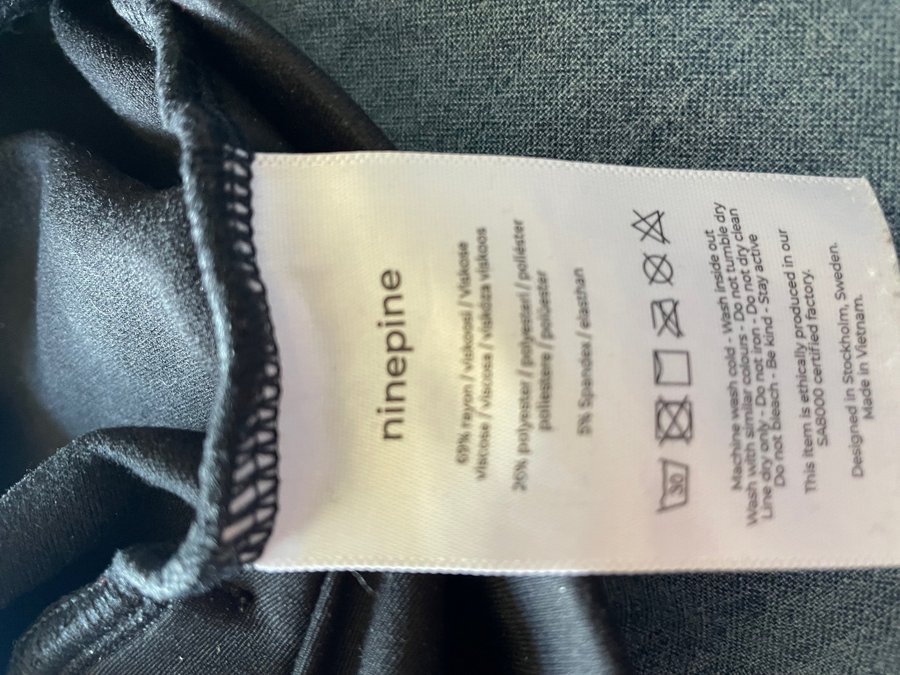 ninepine
69% rayon / viskoosi / Viskose
viscose / viscosa / viskóza viskoos
26% polyester / polyesteri / poliéster
poliestere / polüester
5% Spandex / elasthan
30
Machine wash cold - Wash inside out
Wash with similar colours - Do not tumble dry
Line dry only - Do not iron - Do not dry clean
Do not bleach - Be kind - Stay active
This item is ethically produced in our
SA8000 certified factory.
Designed in Stockholm, Sweden.
Made in Vietnam.